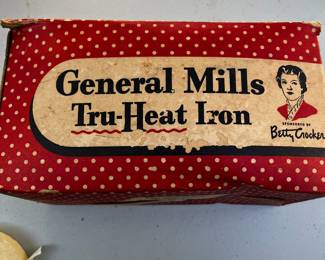 General Mills
Tru-Heat Iron
SPONSORED BY
Betty Crocker